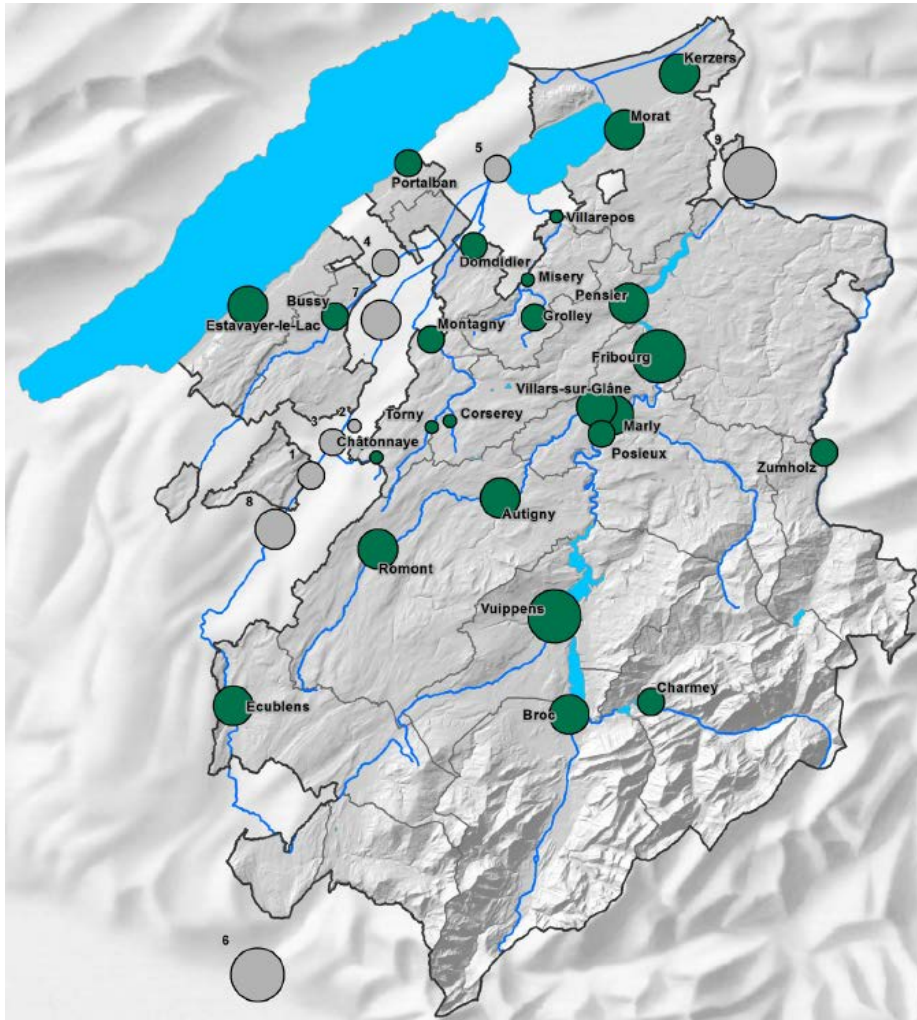 Kerzers
Morat
9
5
Portalban
Villarepos
4
Domdidier
7
Misery
Bussy
Pensier
Estavayer-le-Lac
Montagny
Grolley
Fribourg
Villars-sur-Glâne
3
2
Torny
Corserey
Marly
Châtonnaye
Posieux
1
Zumholz
8
Autigny
Romont
Vuippens
Ecublens
Charmey
Broc
6